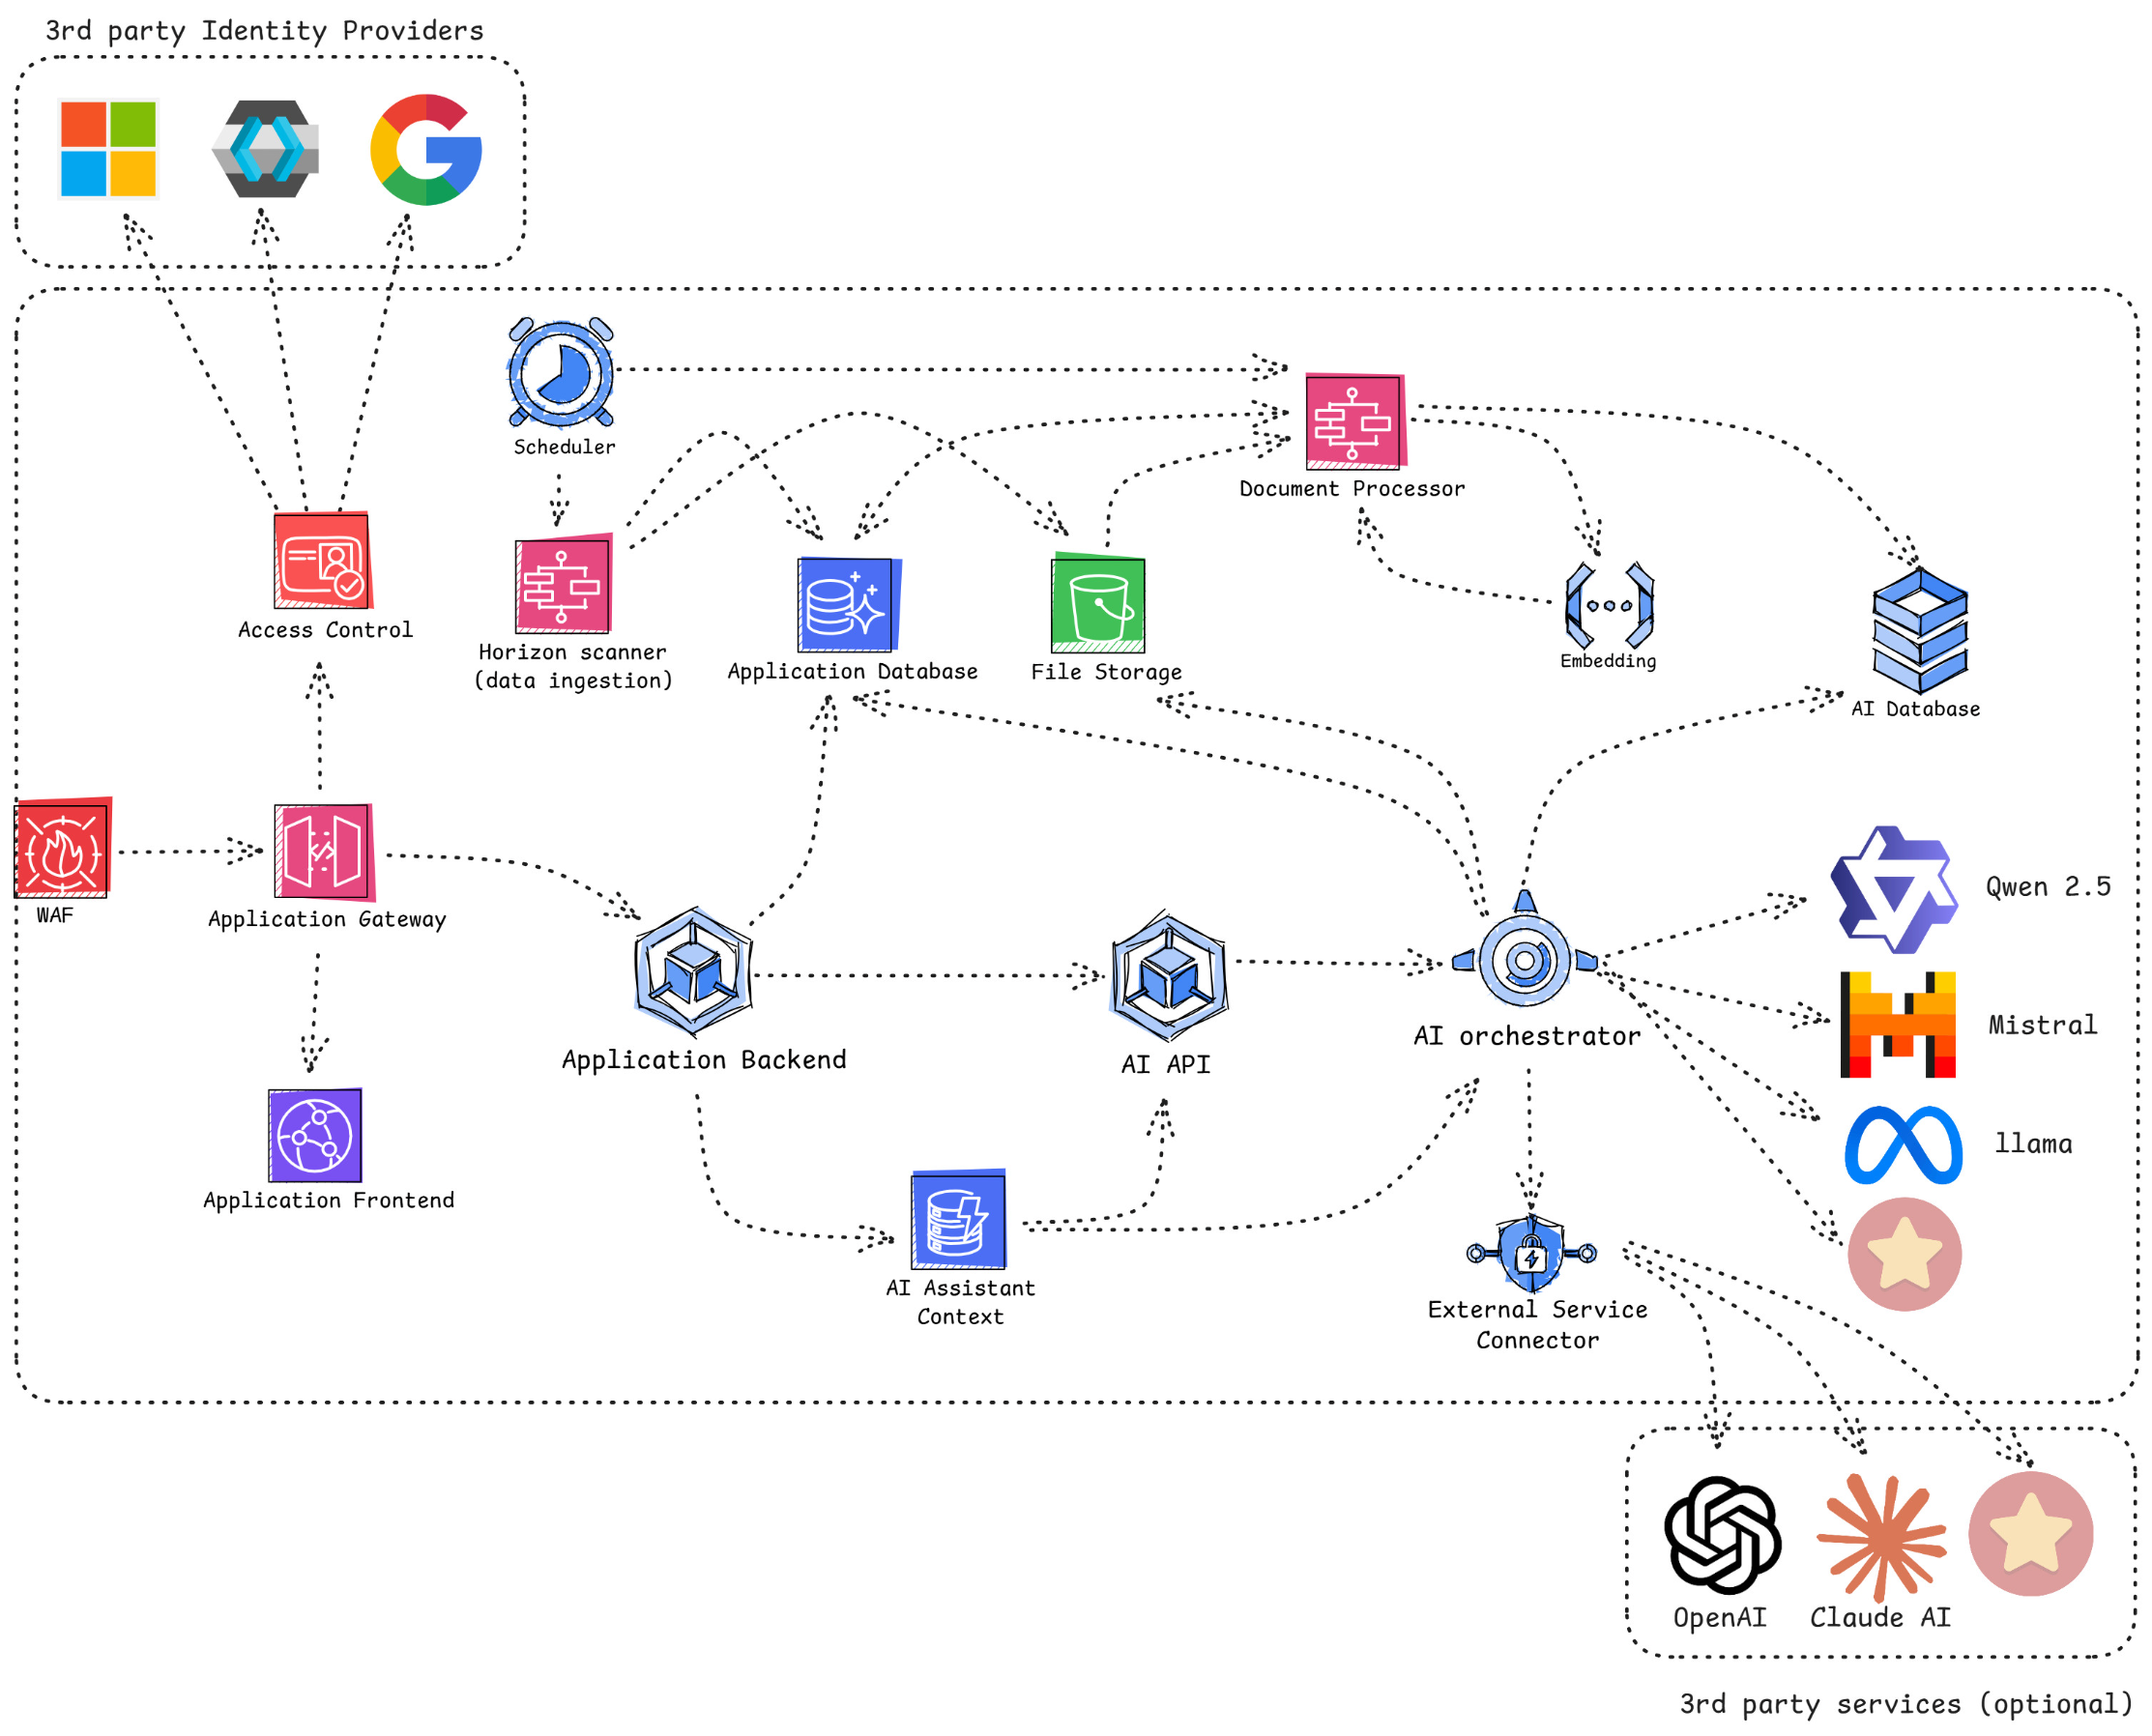 3rd party Identity Providers
Scheduler
Document Processor
Access Control
Horizon scanner
(data ingestion)
Application Database
File Storage
Embedding
AI Database
WAF
Application Gateway
Qwen 2.5
Mistral
Application Backend
AI API
AI orchestrator
llama
Application Frontend
AI Assistant
Context
External Service
Connector
OpenAI
Claude AI
3rd party services (optional)